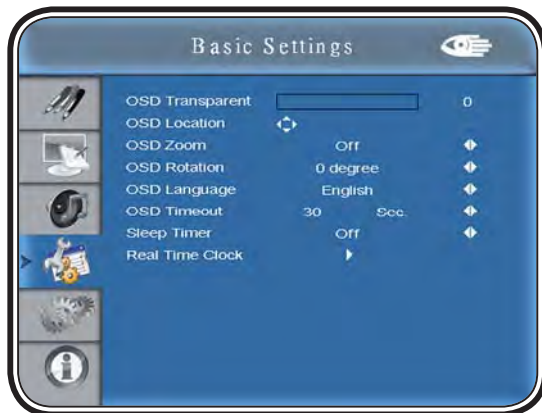 Basic Settings
OSD Transparent 0
OSD Location
OSD Zoom Off
OSD Rotation 0 degree
OSD Language English
OSD Timeout 30 Sec.
Sleep Timer Off
Real Time Clock